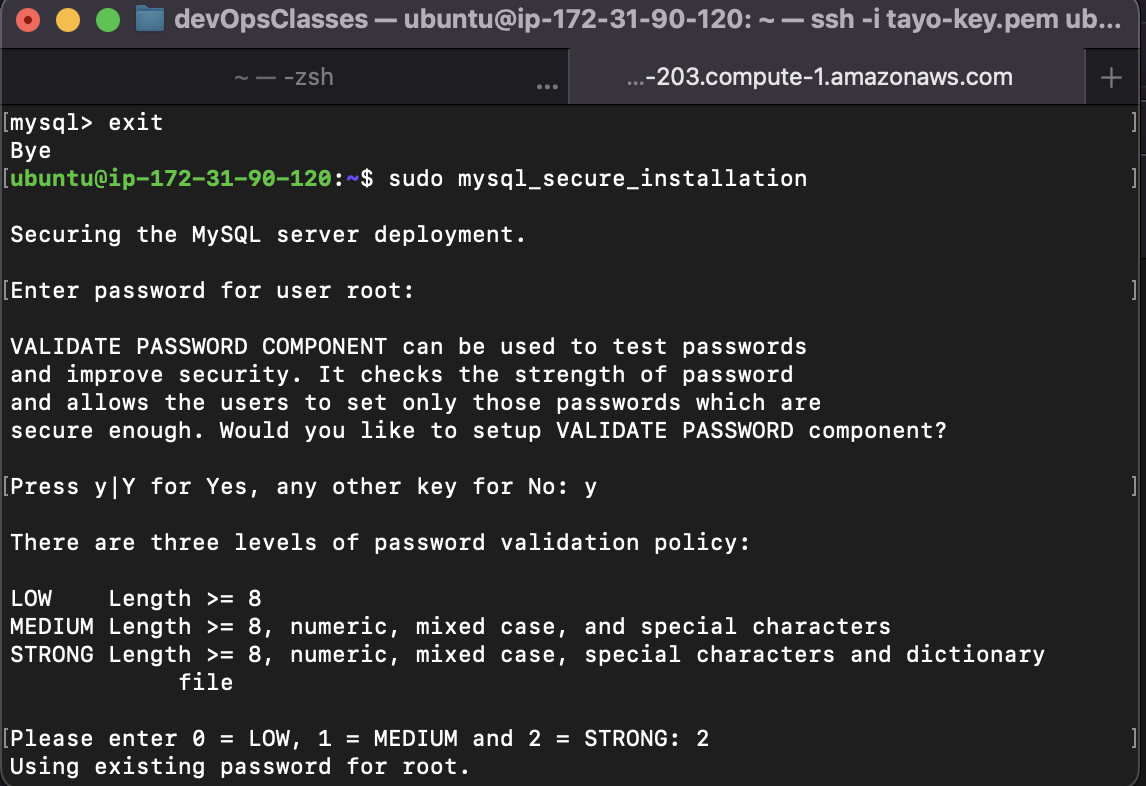 devOpsClasses — ubuntu@ip-172-31-90-120: ~ — ssh -i tayo-key.pem ub...
~ — -zsh ...
...-203.compute-1.amazonaws.com +
[mysql> exit ]
Bye
[ubuntu@ip-172-31-90-120:~$ sudo mysql_secure_installation ]
Securing the MySQL server deployment.
[Enter password for user root: ]
VALIDATE PASSWORD COMPONENT can be used to test passwords
and improve security. It checks the strength of password
and allows the users to set only those passwords which are
secure enough. Would you like to setup VALIDATE PASSWORD component?
[Press y|Y for Yes, any other key for No: y ]
There are three levels of password validation policy:
LOW    Length >= 8
MEDIUM Length >= 8, numeric, mixed case, and special characters
STRONG Length >= 8, numeric, mixed case, special characters and dictionary
            file
[Please enter 0 = LOW, 1 = MEDIUM and 2 = STRONG: 2 ]
Using existing password for root.